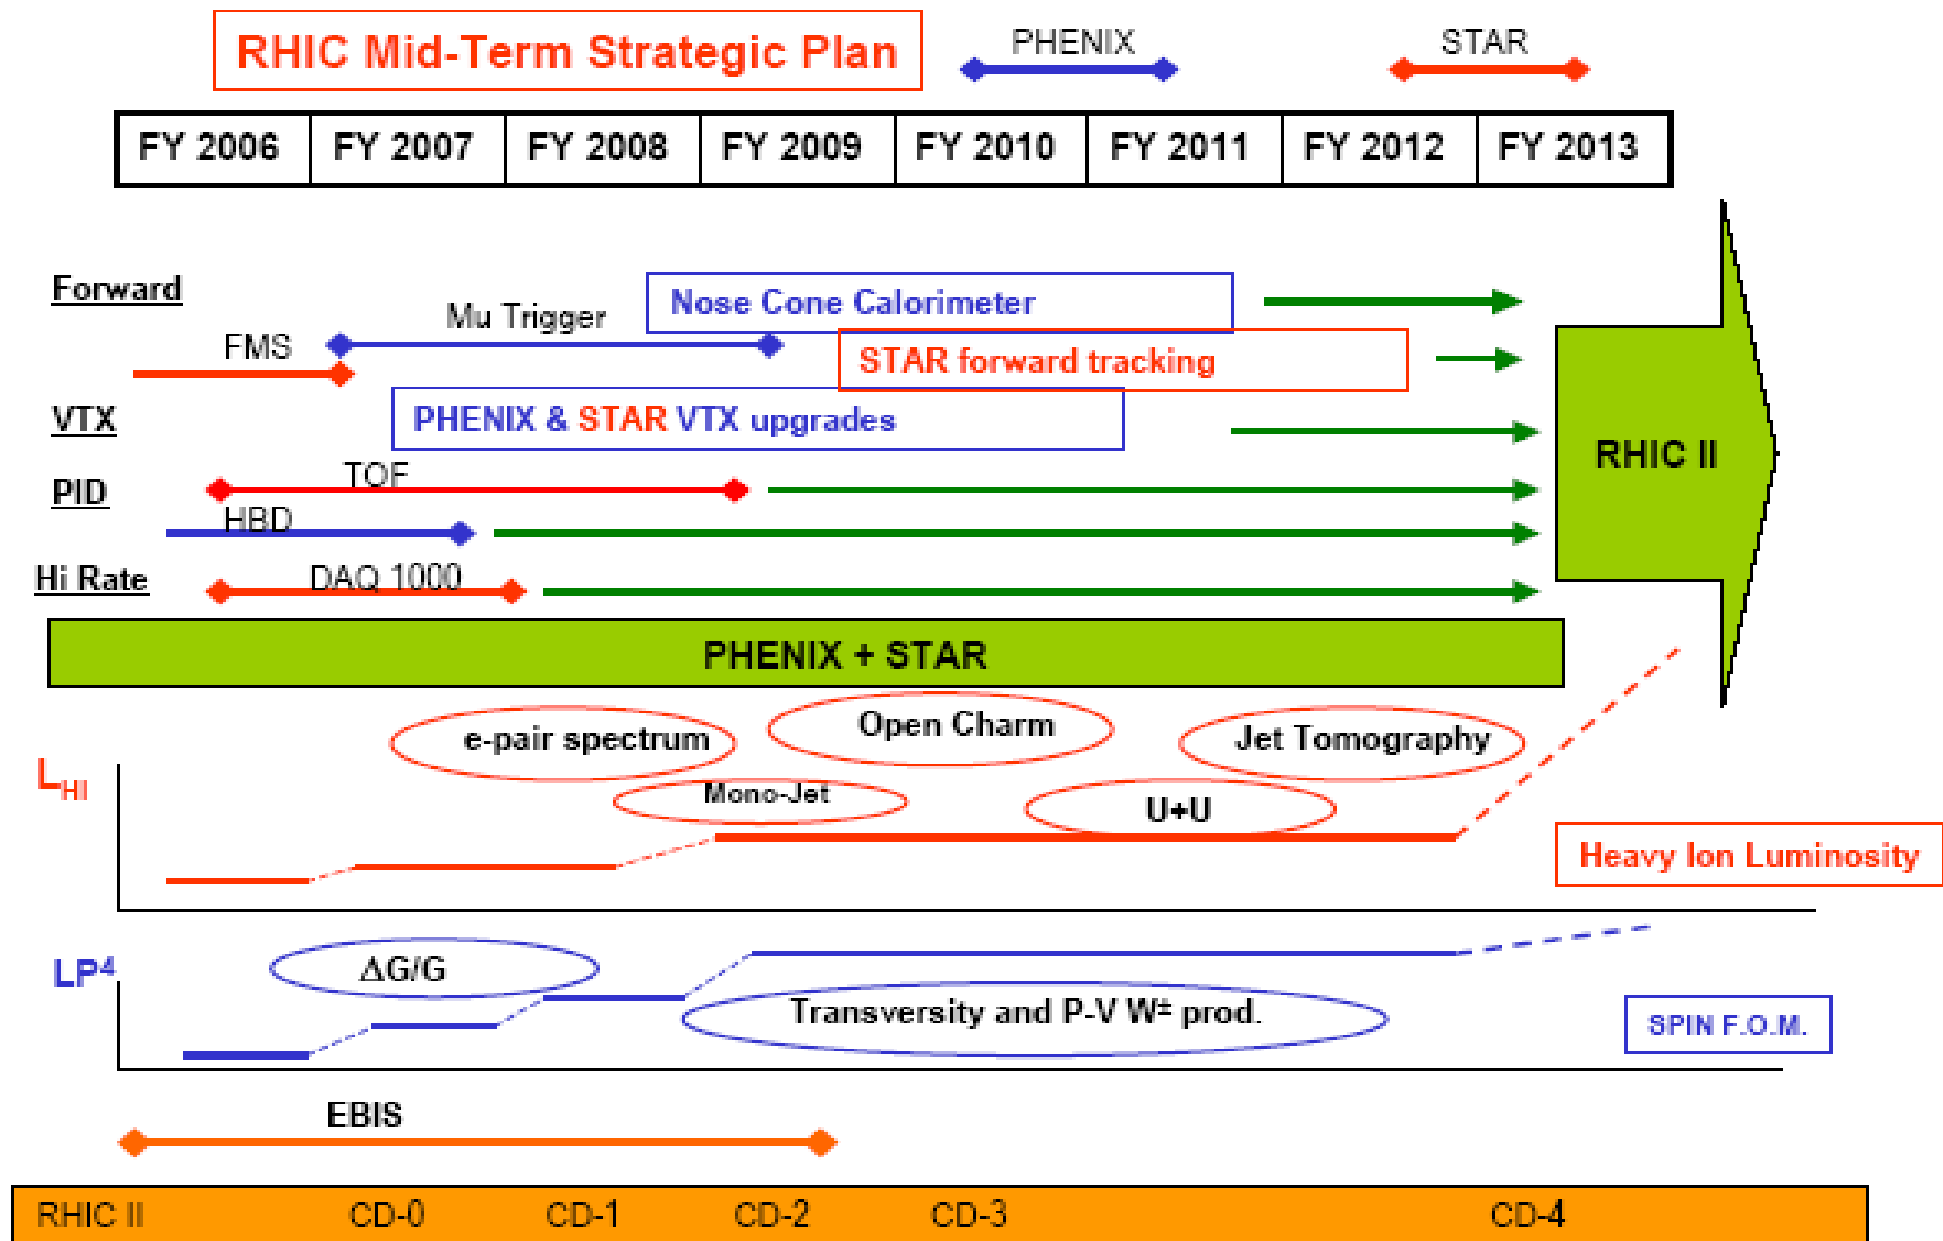 RHIC Mid-Term Strategic Plan
PHENIX
STAR
FY 2006 FY 2007 FY 2008 FY 2009 FY 2010 FY 2011 FY 2012 FY 2013
Forward
Nose Cone Calorimeter
Mu Trigger
FMS
STAR forward tracking
VTX
PHENIX & STAR VTX upgrades
RHIC II
TOF
PID
HBD
Hi Rate
DAQ 1000
PHENIX + STAR
e-pair spectrum
Open Charm
Jet Tomography
LHI
Mono-Jet
U+U
Heavy Ion Luminosity
LP⁴
ΔG/G
Transversity and P-V W± prod.
SPIN F.O.M.
EBIS
RHIC II CD-0 CD-1 CD-2 CD-3 CD-4